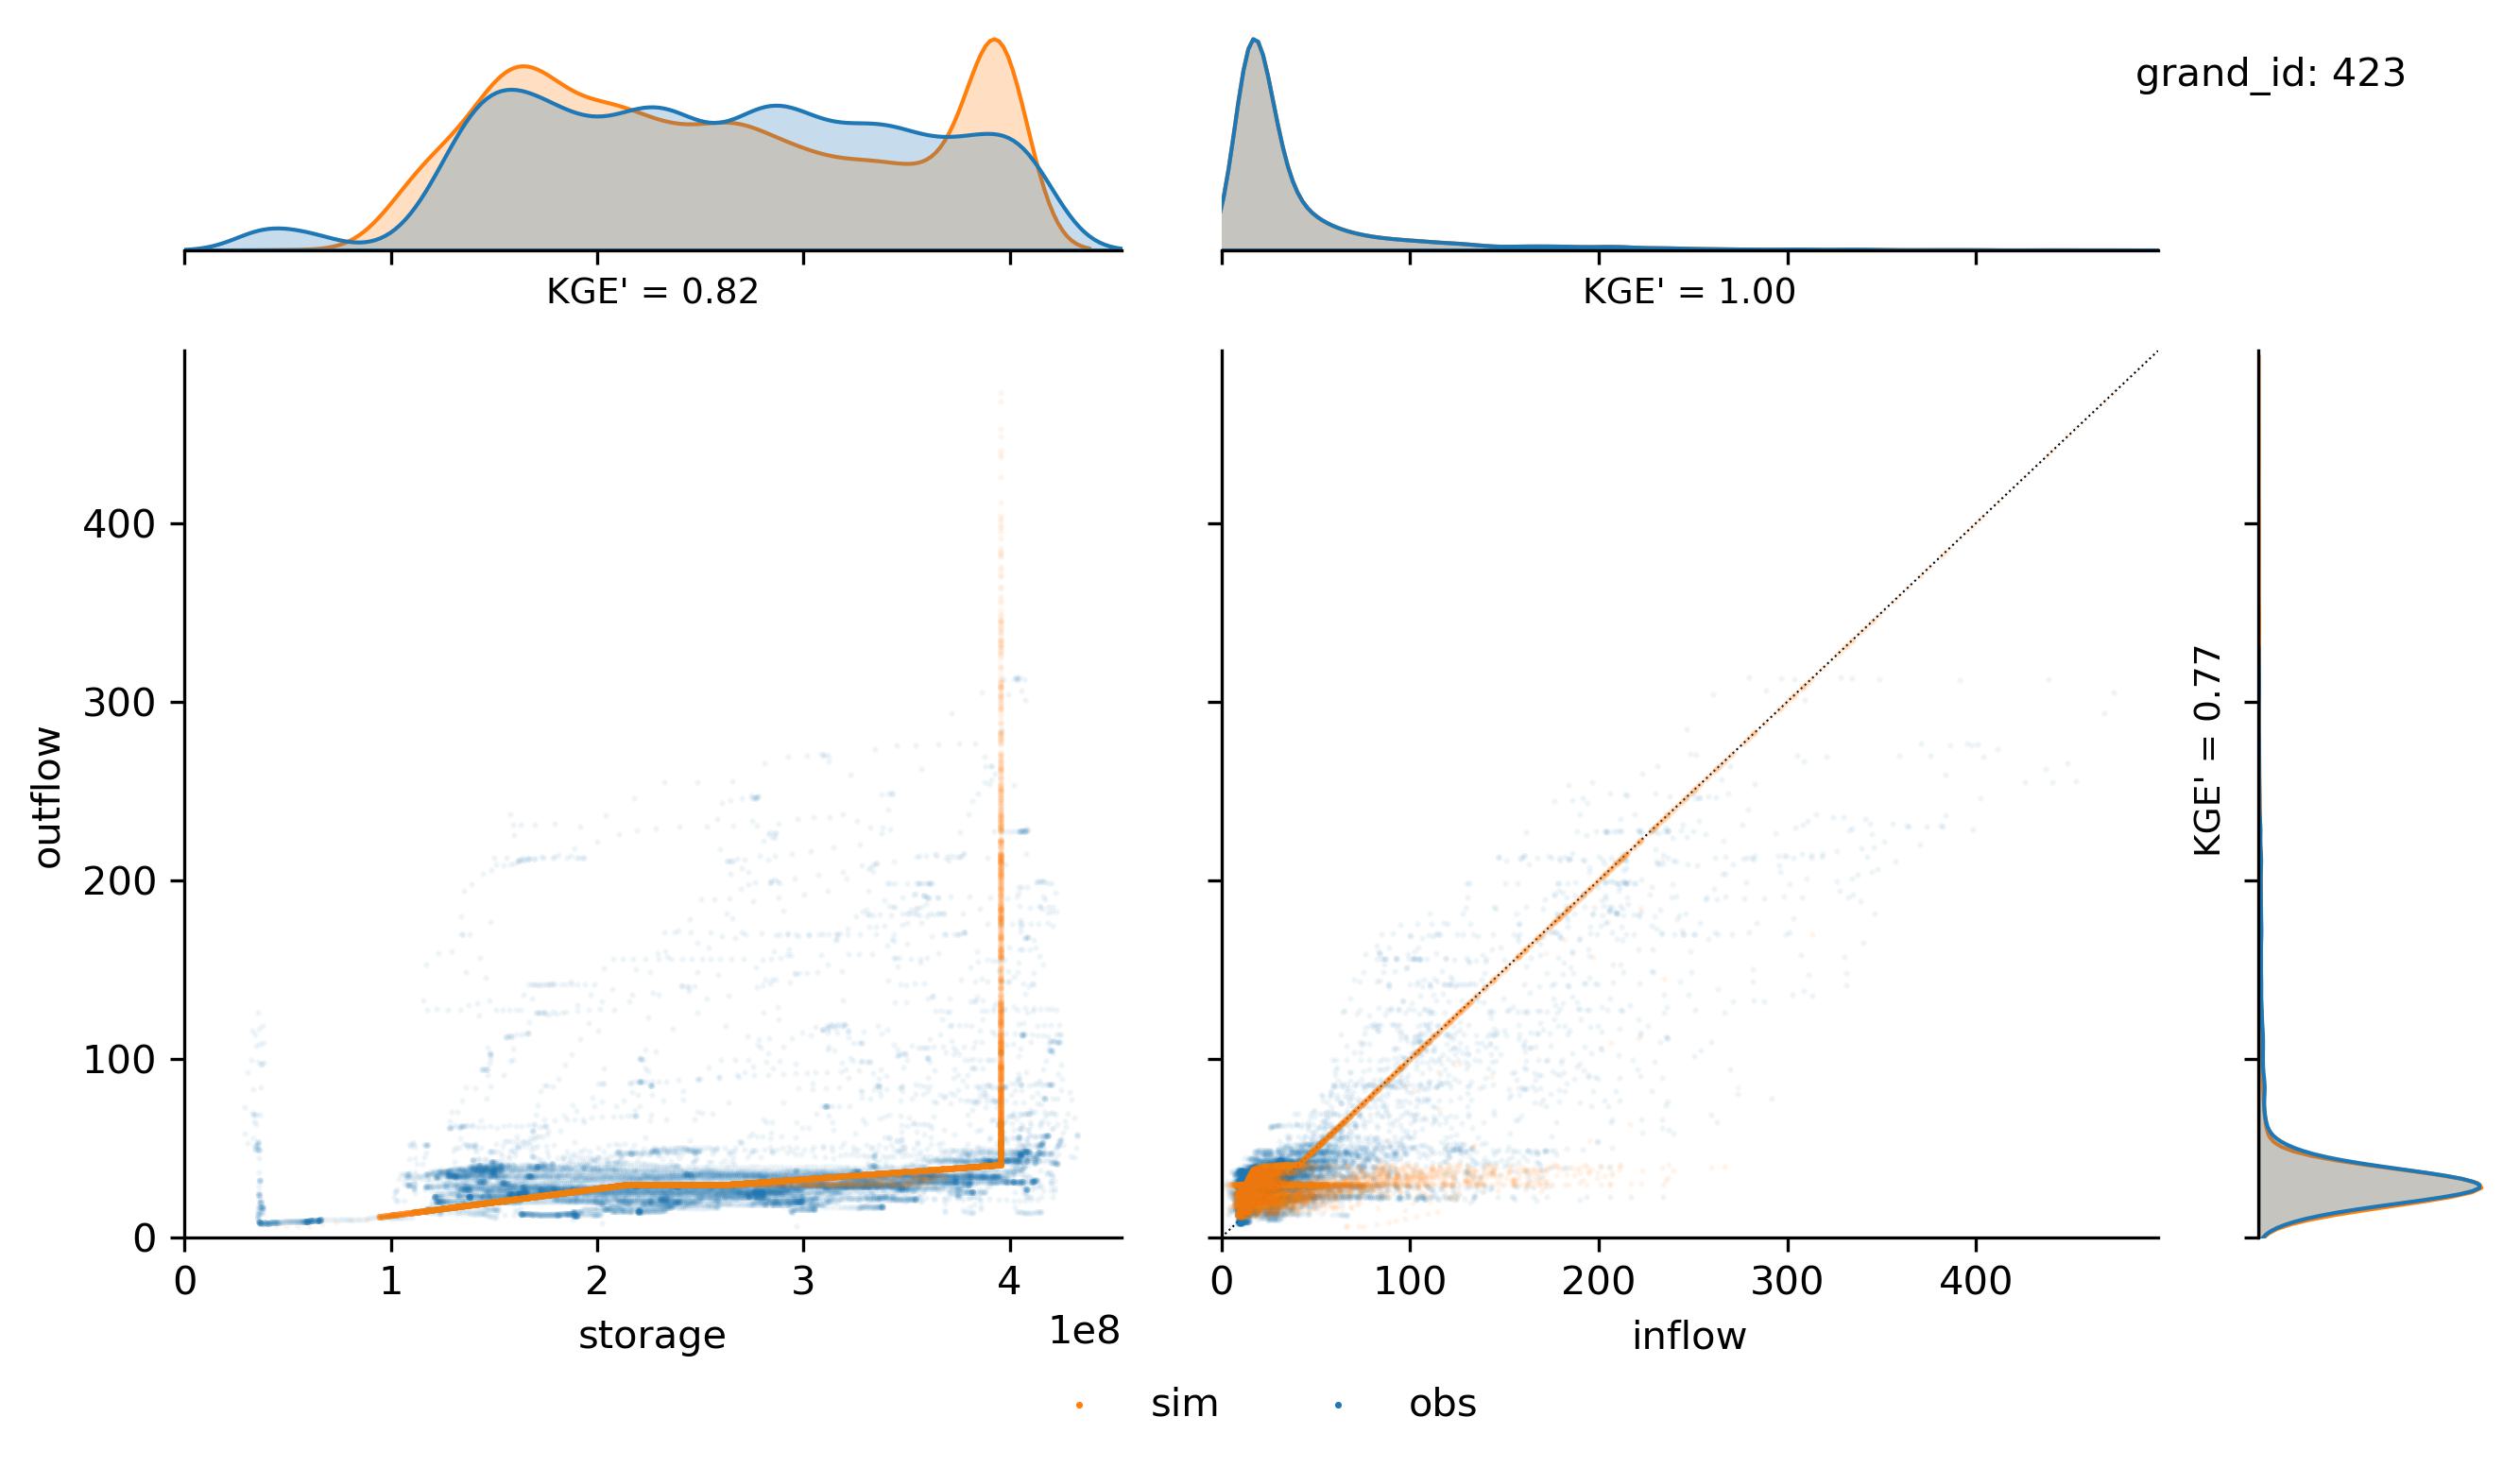 grand_id: 423
KGE' = 0.82
KGE' = 1.00
outflow
400
300
200
100
0
0
1
2
3
4
1e8
storage
0
100
200
300
400
inflow
KGE' = 0.77
sim
obs